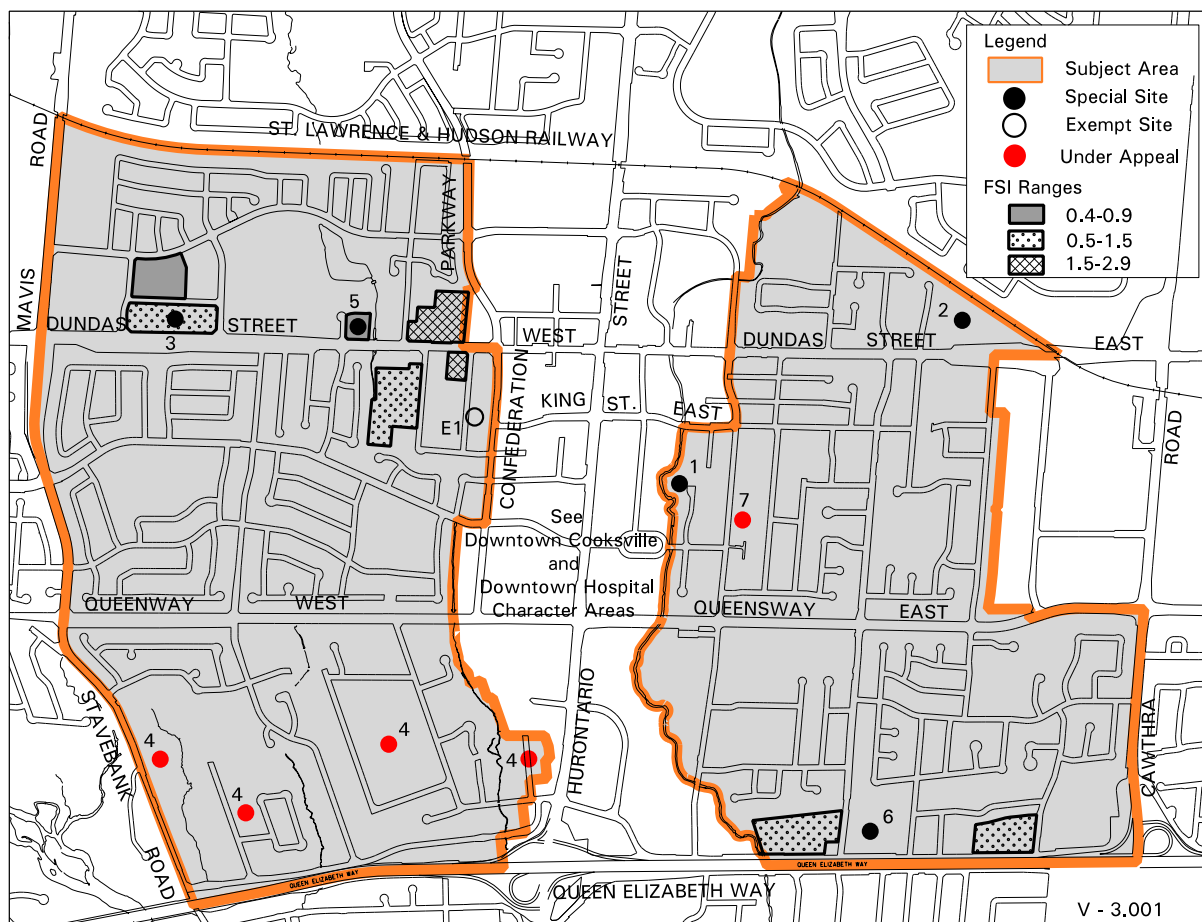 Legend
Subject Area
Special Site
Exempt Site
Under Appeal
FSI Ranges
0.4-0.9
0.5-1.5
1.5-2.9
ST. LAWRENCE & HUDSON RAILWAY
ROAD
MAVIS
PARKWAY
STREET
5
2
DUNDAS
STREET
WEST
DUNDAS
STREET
EAST
3
KING
ST.
EAST
E1
CONFEDERATION
ROAD
1
7
See
Downtown Cooksville
and
Downtown Hospital
Character Areas
QUEENWAY
WEST
QUEENSWAY
EAST
STAVEBANK
ROAD
HURONTARIO
CAWTHRA
4
4
4
4
6
QUEEN ELIZABETH WAY
QUEEN ELIZABETH WAY
QUEEN ELIZABETH WAY
V - 3.001